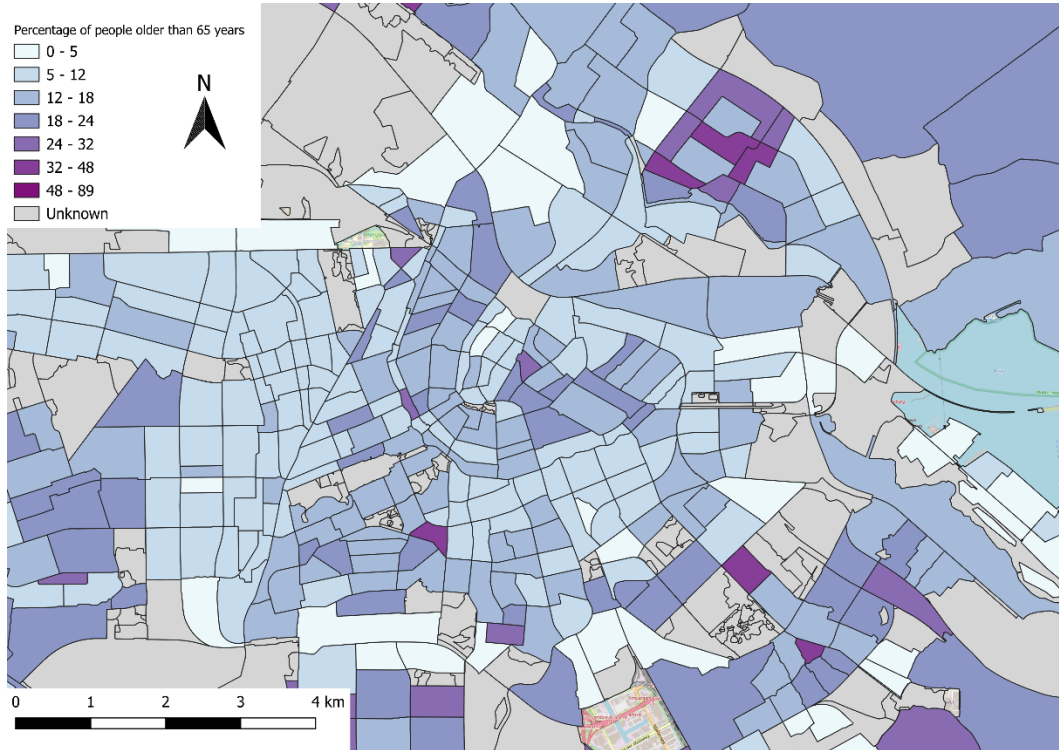 Percentage of people older than 65 years
0 - 5
5 - 12
12 - 18
18 - 24
24 - 32
32 - 48
48 - 89
Unknown
N
0 1 2 3 4 km